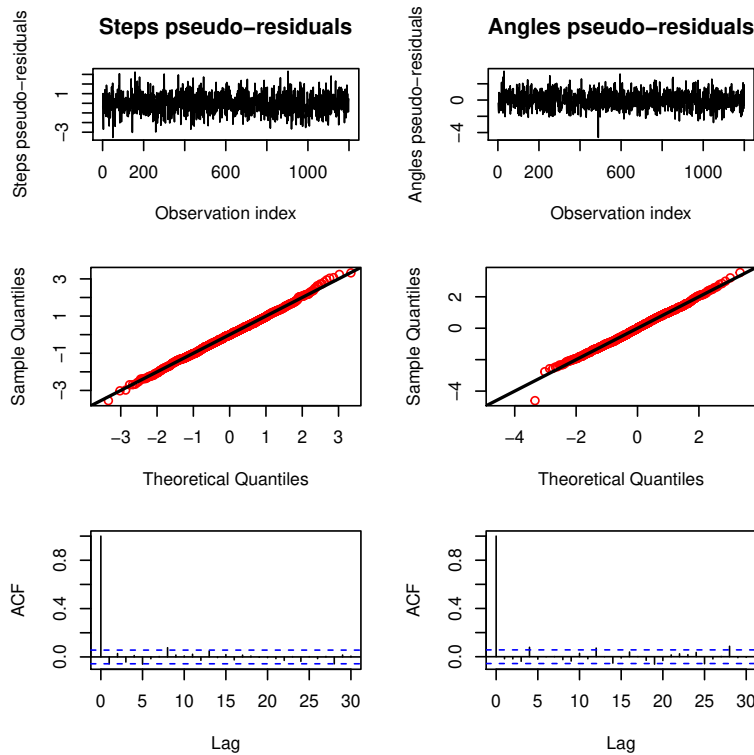 Steps pseudo−residuals
Angles pseudo−residuals
Steps pseudo−residuals
−3 1
0 200 600 1000
Observation index
Angles pseudo−residuals
−4 0
0 200 600 1000
Observation index
Sample Quantiles
−3 −1 1 3
−3 −2 −1 0 1 2 3
Theoretical Quantiles
Sample Quantiles
−4 0 2
−4 −2 0 2
Theoretical Quantiles
ACF
0.0 0.4 0.8
0 5 10 15 20 25 30
Lag
ACF
0.0 0.4 0.8
0 5 10 15 20 25 30
Lag